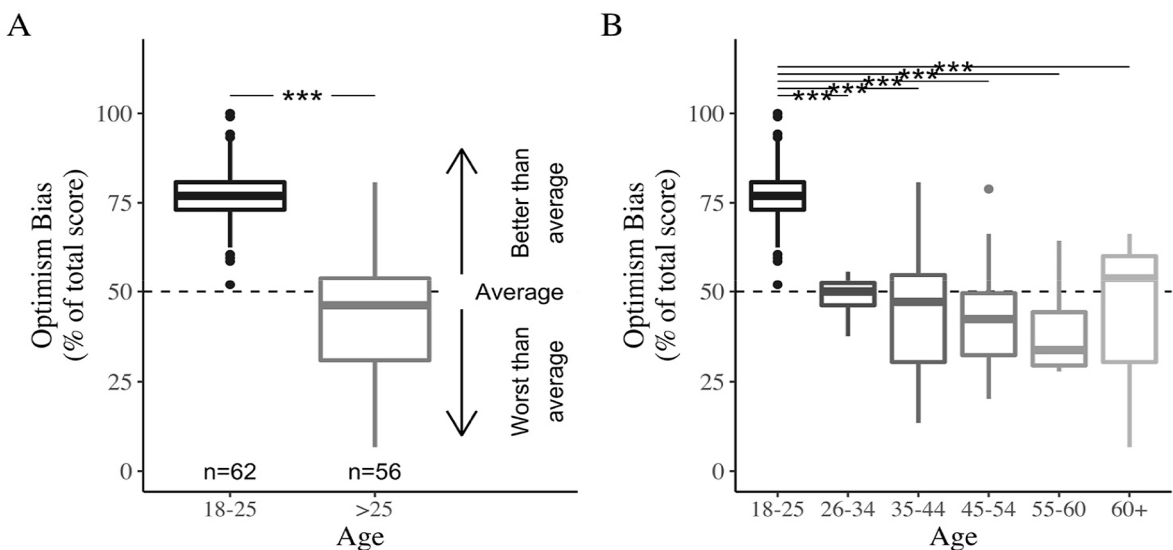 A
Optimism Bias
(% of total score)
100
75
50
25
0
***
Better than
average
Average
Worst than
average
n=62
n=56
18-25
>25
Age
B
Optimism Bias
(% of total score)
100
75
50
25
0
***
***
***
***
***
18-25
26-34
35-44
45-54
55-60
60+
Age